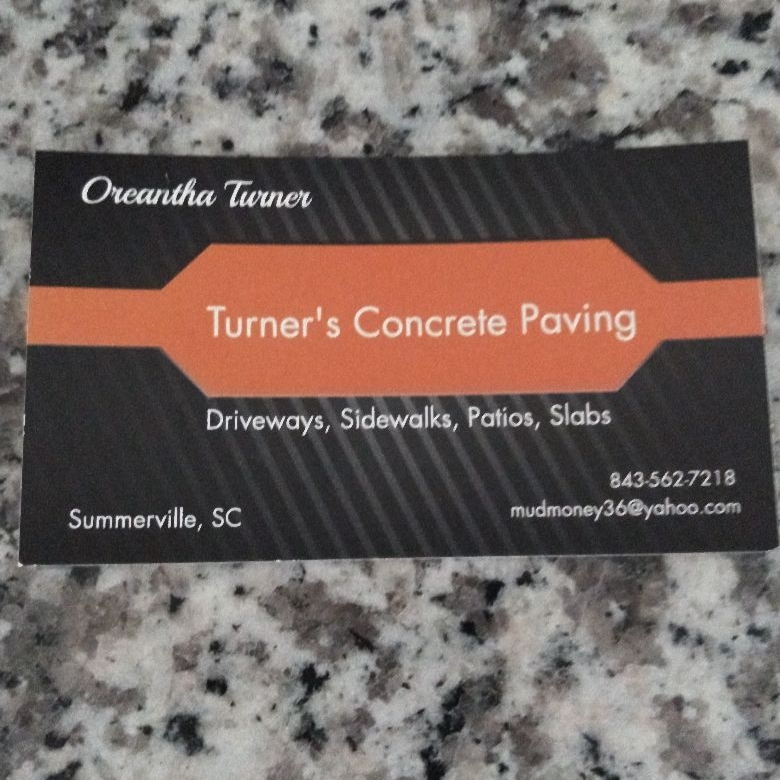 Oreantha Turner
Turner's Concrete Paving
Driveways, Sidewalks, Patios, Slabs
843-562-7218
mudmoney36@yahoo.com
Summerville, SC